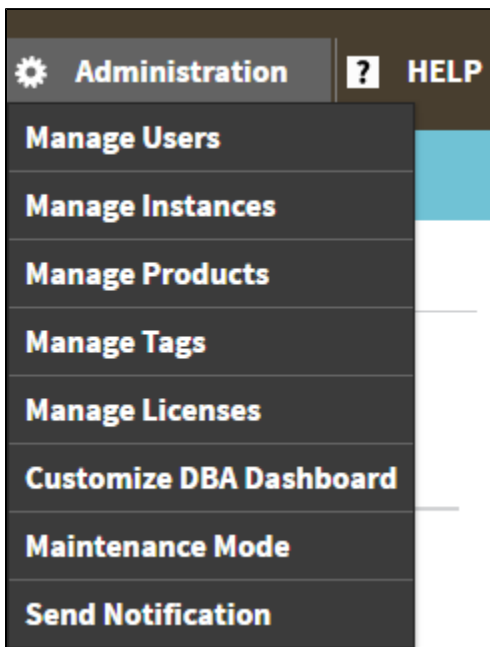 Administration ? HELP
Manage Users
Manage Instances
Manage Products
Manage Tags
Manage Licenses
Customize DBA Dashboard
Maintenance Mode
Send Notification